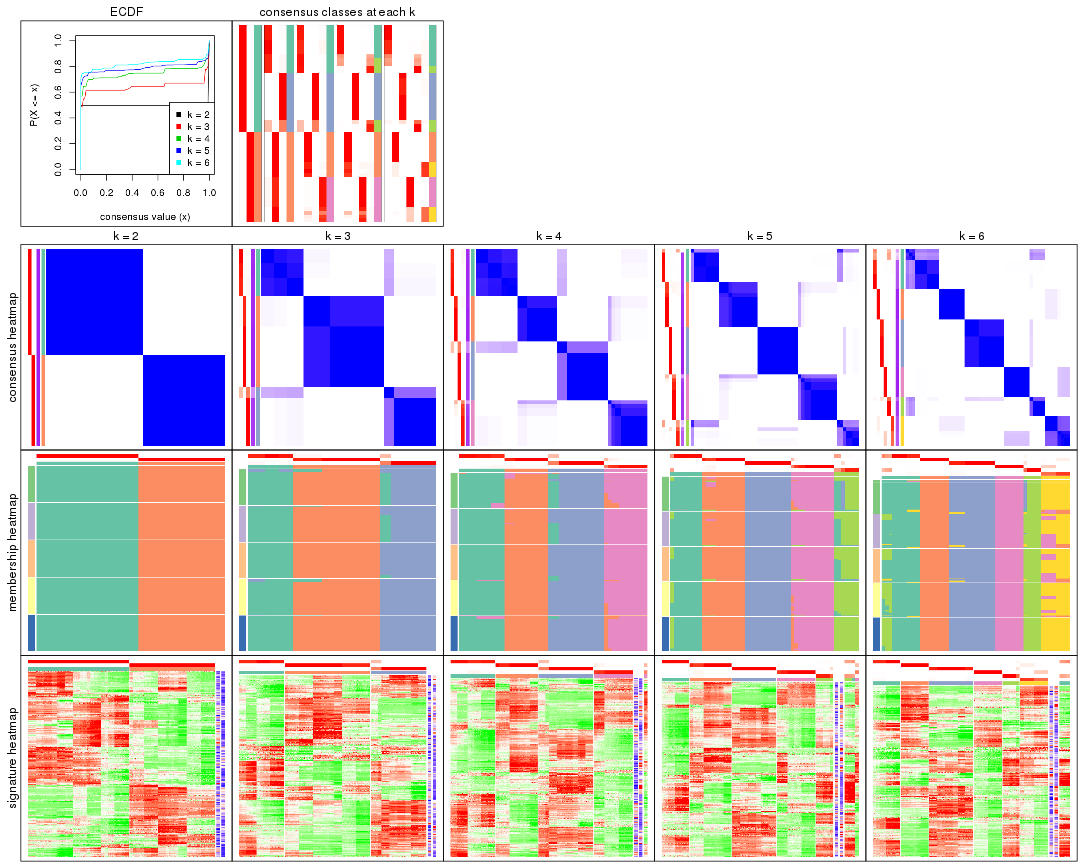 ECDF
consensus classes at each k
P(X <= x)
0.0 0.2 0.4 0.6 0.8 1.0
k = 2
k = 3
k = 4
k = 5
k = 6
0.0 0.2 0.4 0.6 0.8 1.0
consensus value (x)
k = 2
k = 3
k = 4
k = 5
k = 6
consensus heatmap
membership heatmap
signature heatmap